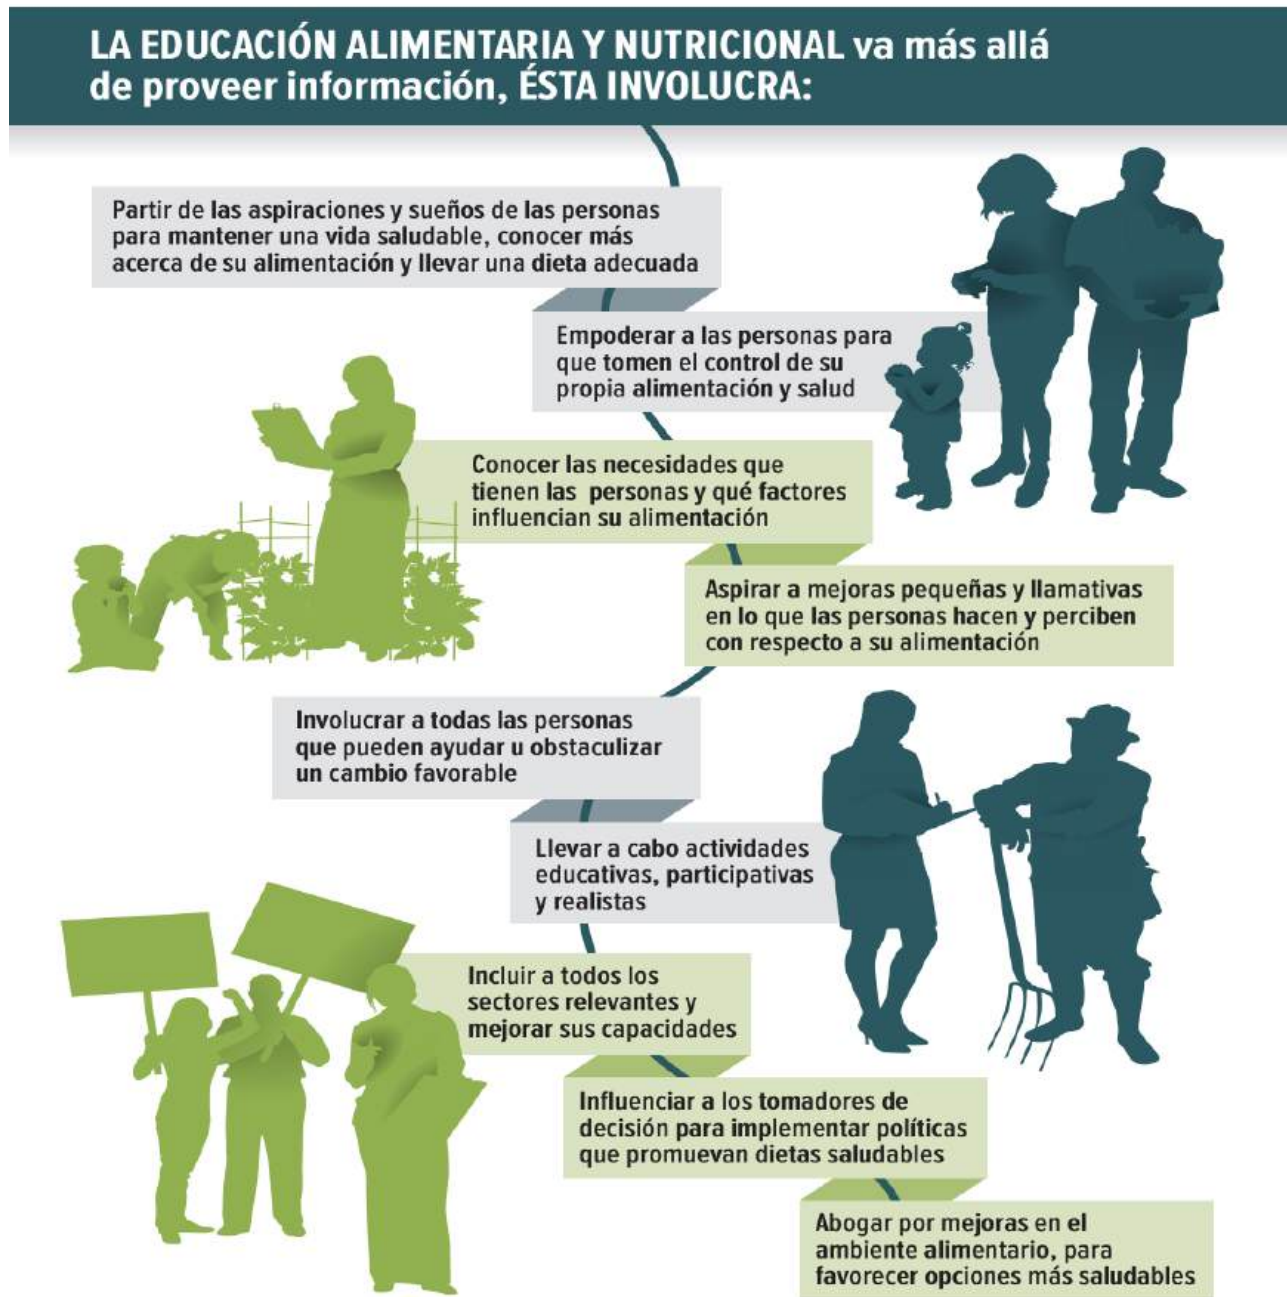 LA EDUCACIÓN ALIMENTARIA Y NUTRICIONAL va más allá
de proveer información, ÉSTA INVOLUCRA:
Partir de las aspiraciones y sueños de las personas
para mantener una vida saludable, conocer más
acerca de su alimentación y llevar una dieta adecuada
Empoderar a las personas para
que tomen el control de su
propia alimentación y salud
Conocer las necesidades que
tienen las personas y qué factores
influencian su alimentación
Aspirar a mejoras pequeñas y llamativas
en lo que las personas hacen y perciben
con respecto a su alimentación
Involucrar a todas las personas
que pueden ayudar u obstaculizar
un cambio favorable
Llevar a cabo actividades
educativas, participativas
y realistas
Incluir a todos los
sectores relevantes y
mejorar sus capacidades
Influenciar a los tomadores de
decisión para implementar políticas
que promuevan dietas saludables
Abogar por mejoras en el
ambiente alimentario, para
favorecer opciones más saludables